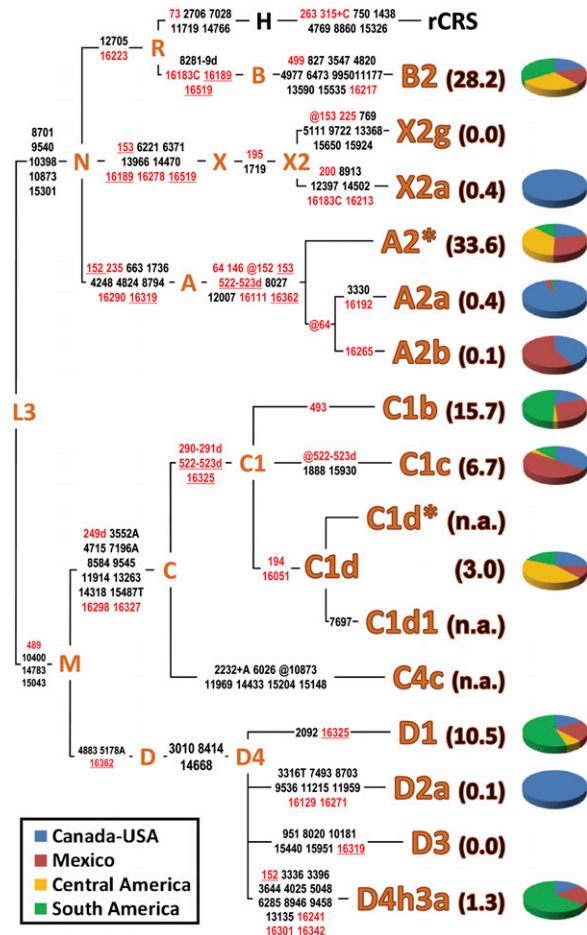 73 2706 7028
11719 14766
H
263 315+C 750 1438
4769 8860 15326
rCRS
12705
16223
R
8281-9d
16183C 16189
16519
B
499 827 3547 4820
4977 6473 9950 11177
13590 15535 16217
B2 (28.2)
8701
9540
10398
10873
15301
N
153 6221 6371
13966 14470
16189 16278 16519
X
195
1719
X2
@153 225 769
5111 9722 13368
15650 15924
X2g (0.0)
200 8913
12397 14502
16183C 16213
X2a (0.4)
152 235 663 1736
4248 4824 8794
16290 16319
A
64 146 @152 153
522-523d 8027
12007 16111 16362
A2* (33.6)
@64
3330
16192
A2a (0.4)
16265
A2b (0.1)
L3
493
C1b (15.7)
290-291d
522-523d
16325
C1
@522-523d
1888 15930
C1c (6.7)
C1d* (n.a.)
249d 3552A
4715 7196A
8584 9545
11914 13263
14318 15487T
16298 16327
C
194
16051
C1d
(3.0)
7697
C1d1 (n.a.)
489
10400
14783
15043
M
2232+A 6026 @10873
11969 14433 15204 15148
C4c (n.a.)
4883 5178A
16362
D
3010 8414
14668
D4
2092 16325
D1 (10.5)
3316T 7493 8703
9536 11215 11959
16129 16271
D2a (0.1)
951 8020 10181
15440 15951 16319
D3 (0.0)
152 3336 3396
3644 4025 5048
6285 8946 9458
13135 16241
16301 16342
D4h3a (1.3)
Canada-USA
Mexico
Central America
South America